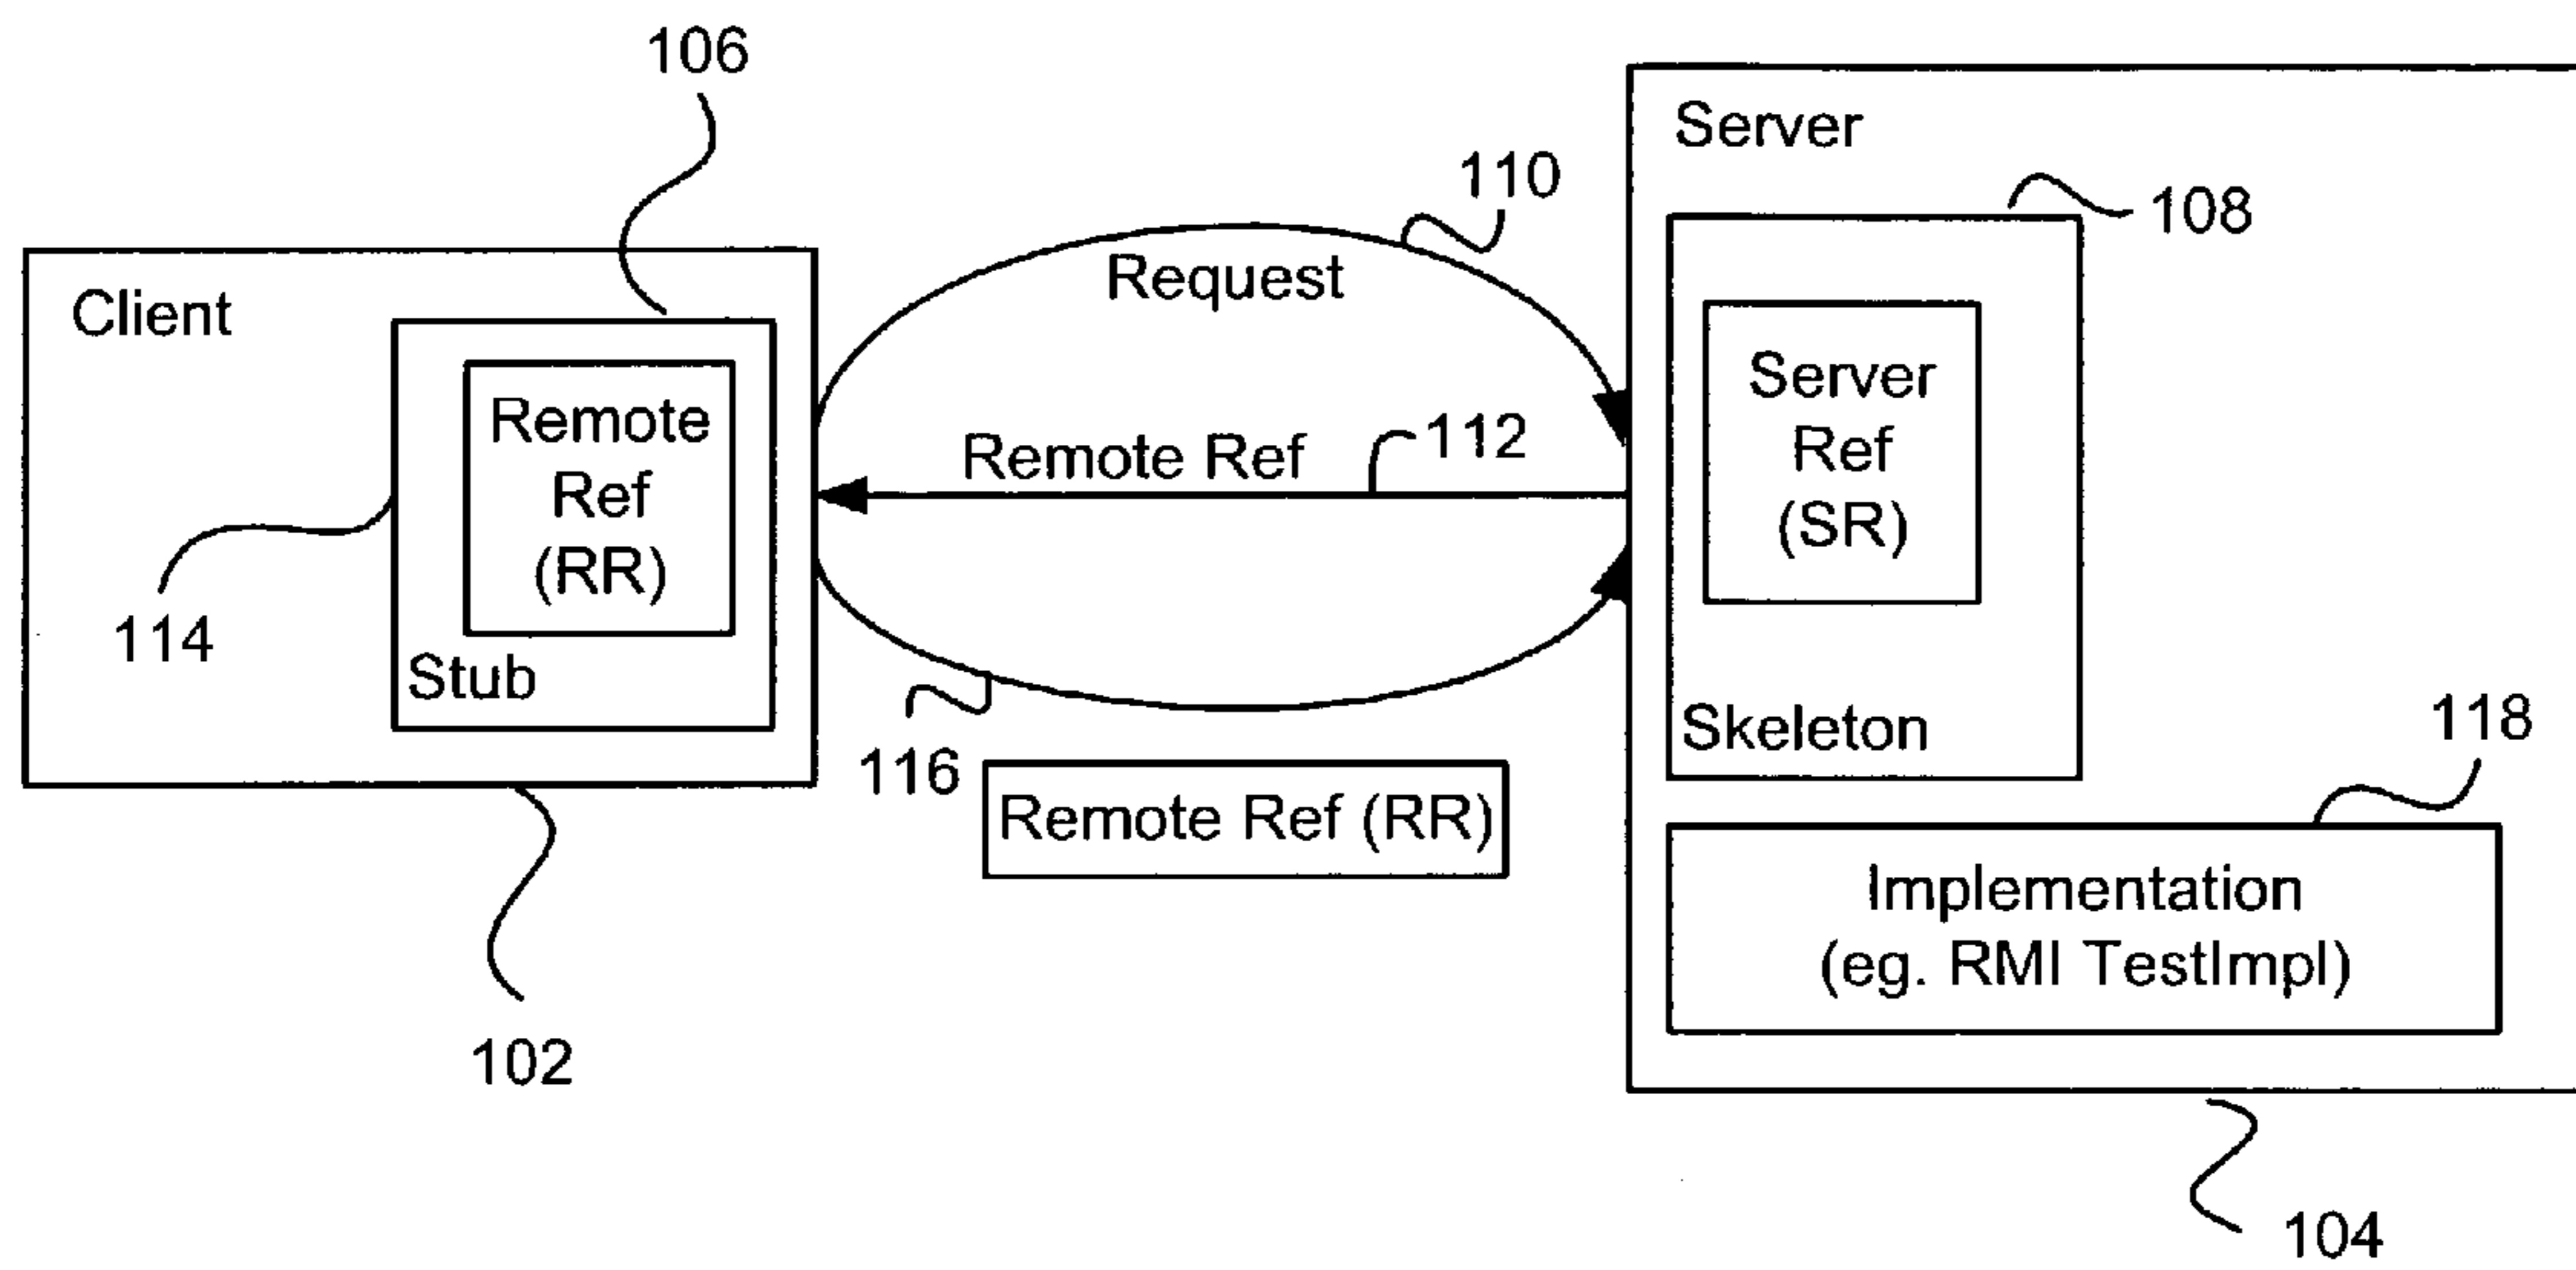 106
Server
110
108
Request
Client
Remote
Ref
(RR)
Stub
114
Remote Ref
112
Server
Ref
(SR)
Skeleton
116
Remote Ref (RR)
118
Implementation
(eg. RMI TestImpl)
102
104